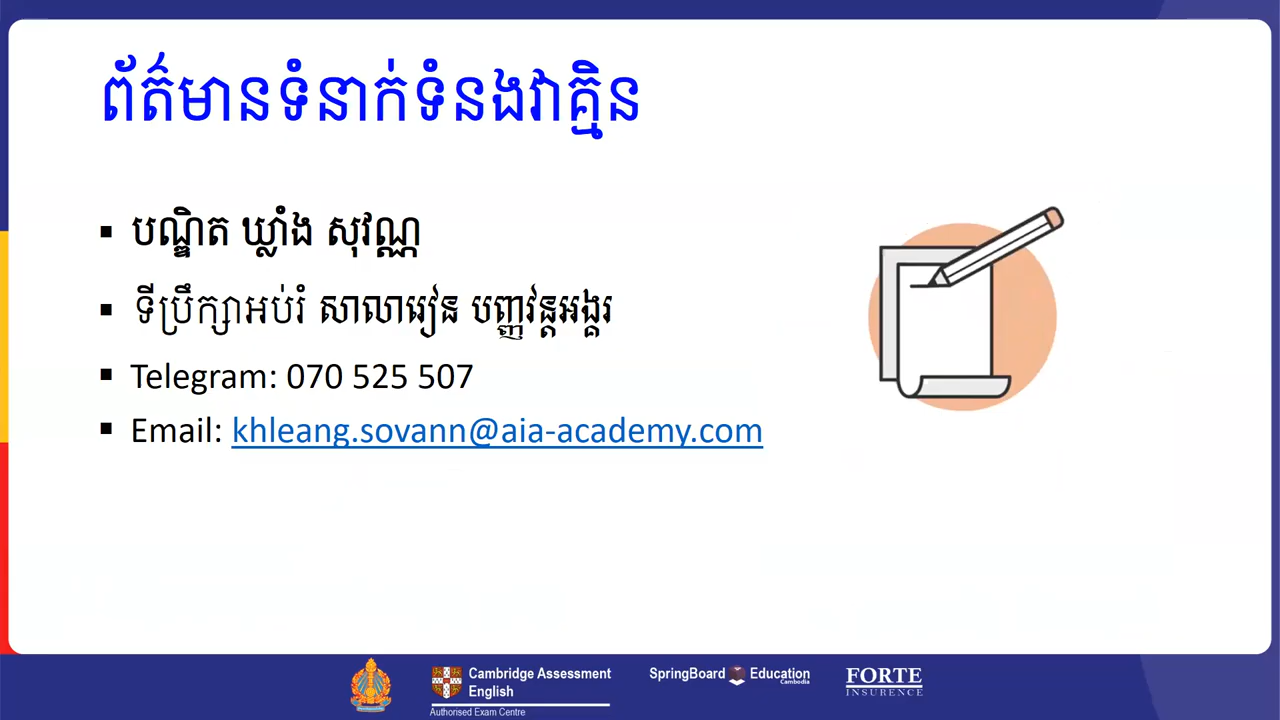 ព័ត៌មានទំនាក់ទំនងវាគ្មិន
▪ បណ្ឌិត ឃ្លាំង សុវណ្ណ
▪ ទីប្រឹក្សាអប់រំ សាលារៀន បញ្ញវន្តអង្គរ
▪ Telegram: 070 525 507
▪ Email: khleang.sovann@aia-academy.com
Cambridge Assessment
English
Authorised Exam Centre
SpringBoard Education
Cambodia
FORTE
INSURENCE